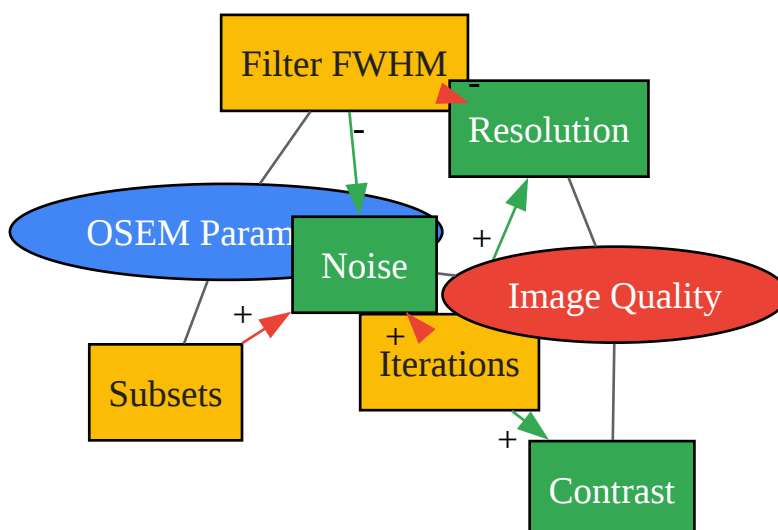 Filter FWHM
-
Resolution
-
OSEM Param
Noise
+
Image Quality
+
+
Iterations
Subsets
+
Contrast